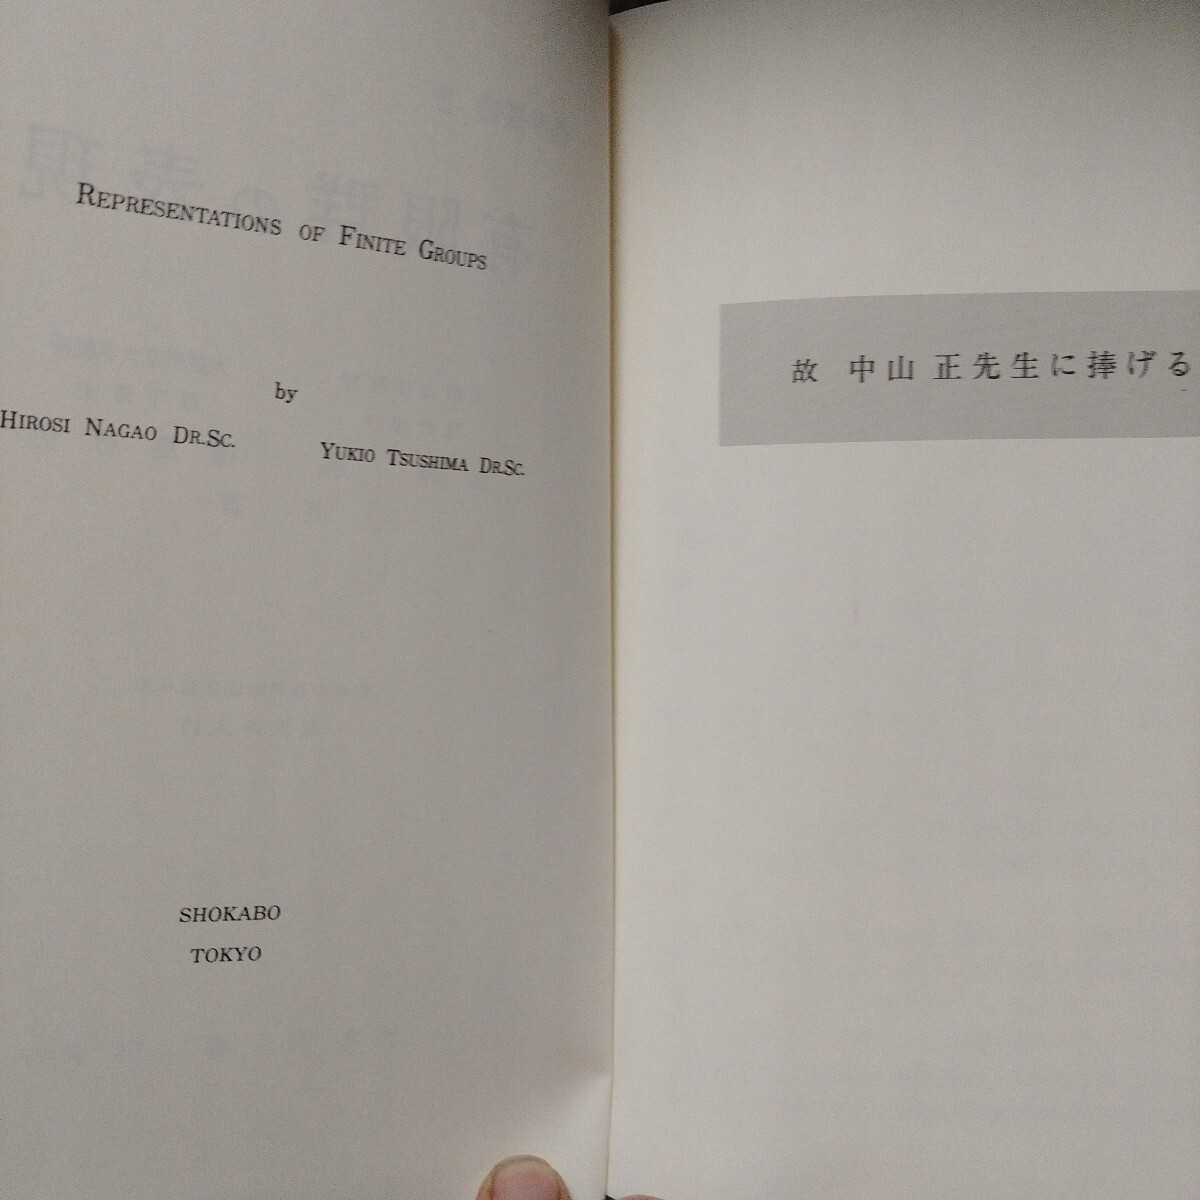 REPRESENTATIONS OF FINITE GROUPS
by
HIROSI NAGAO DR.SC. YUKIO TSUSHIMA DR.SC.
SHOKABO
TOKYO
故 中山 正先生に捧げる